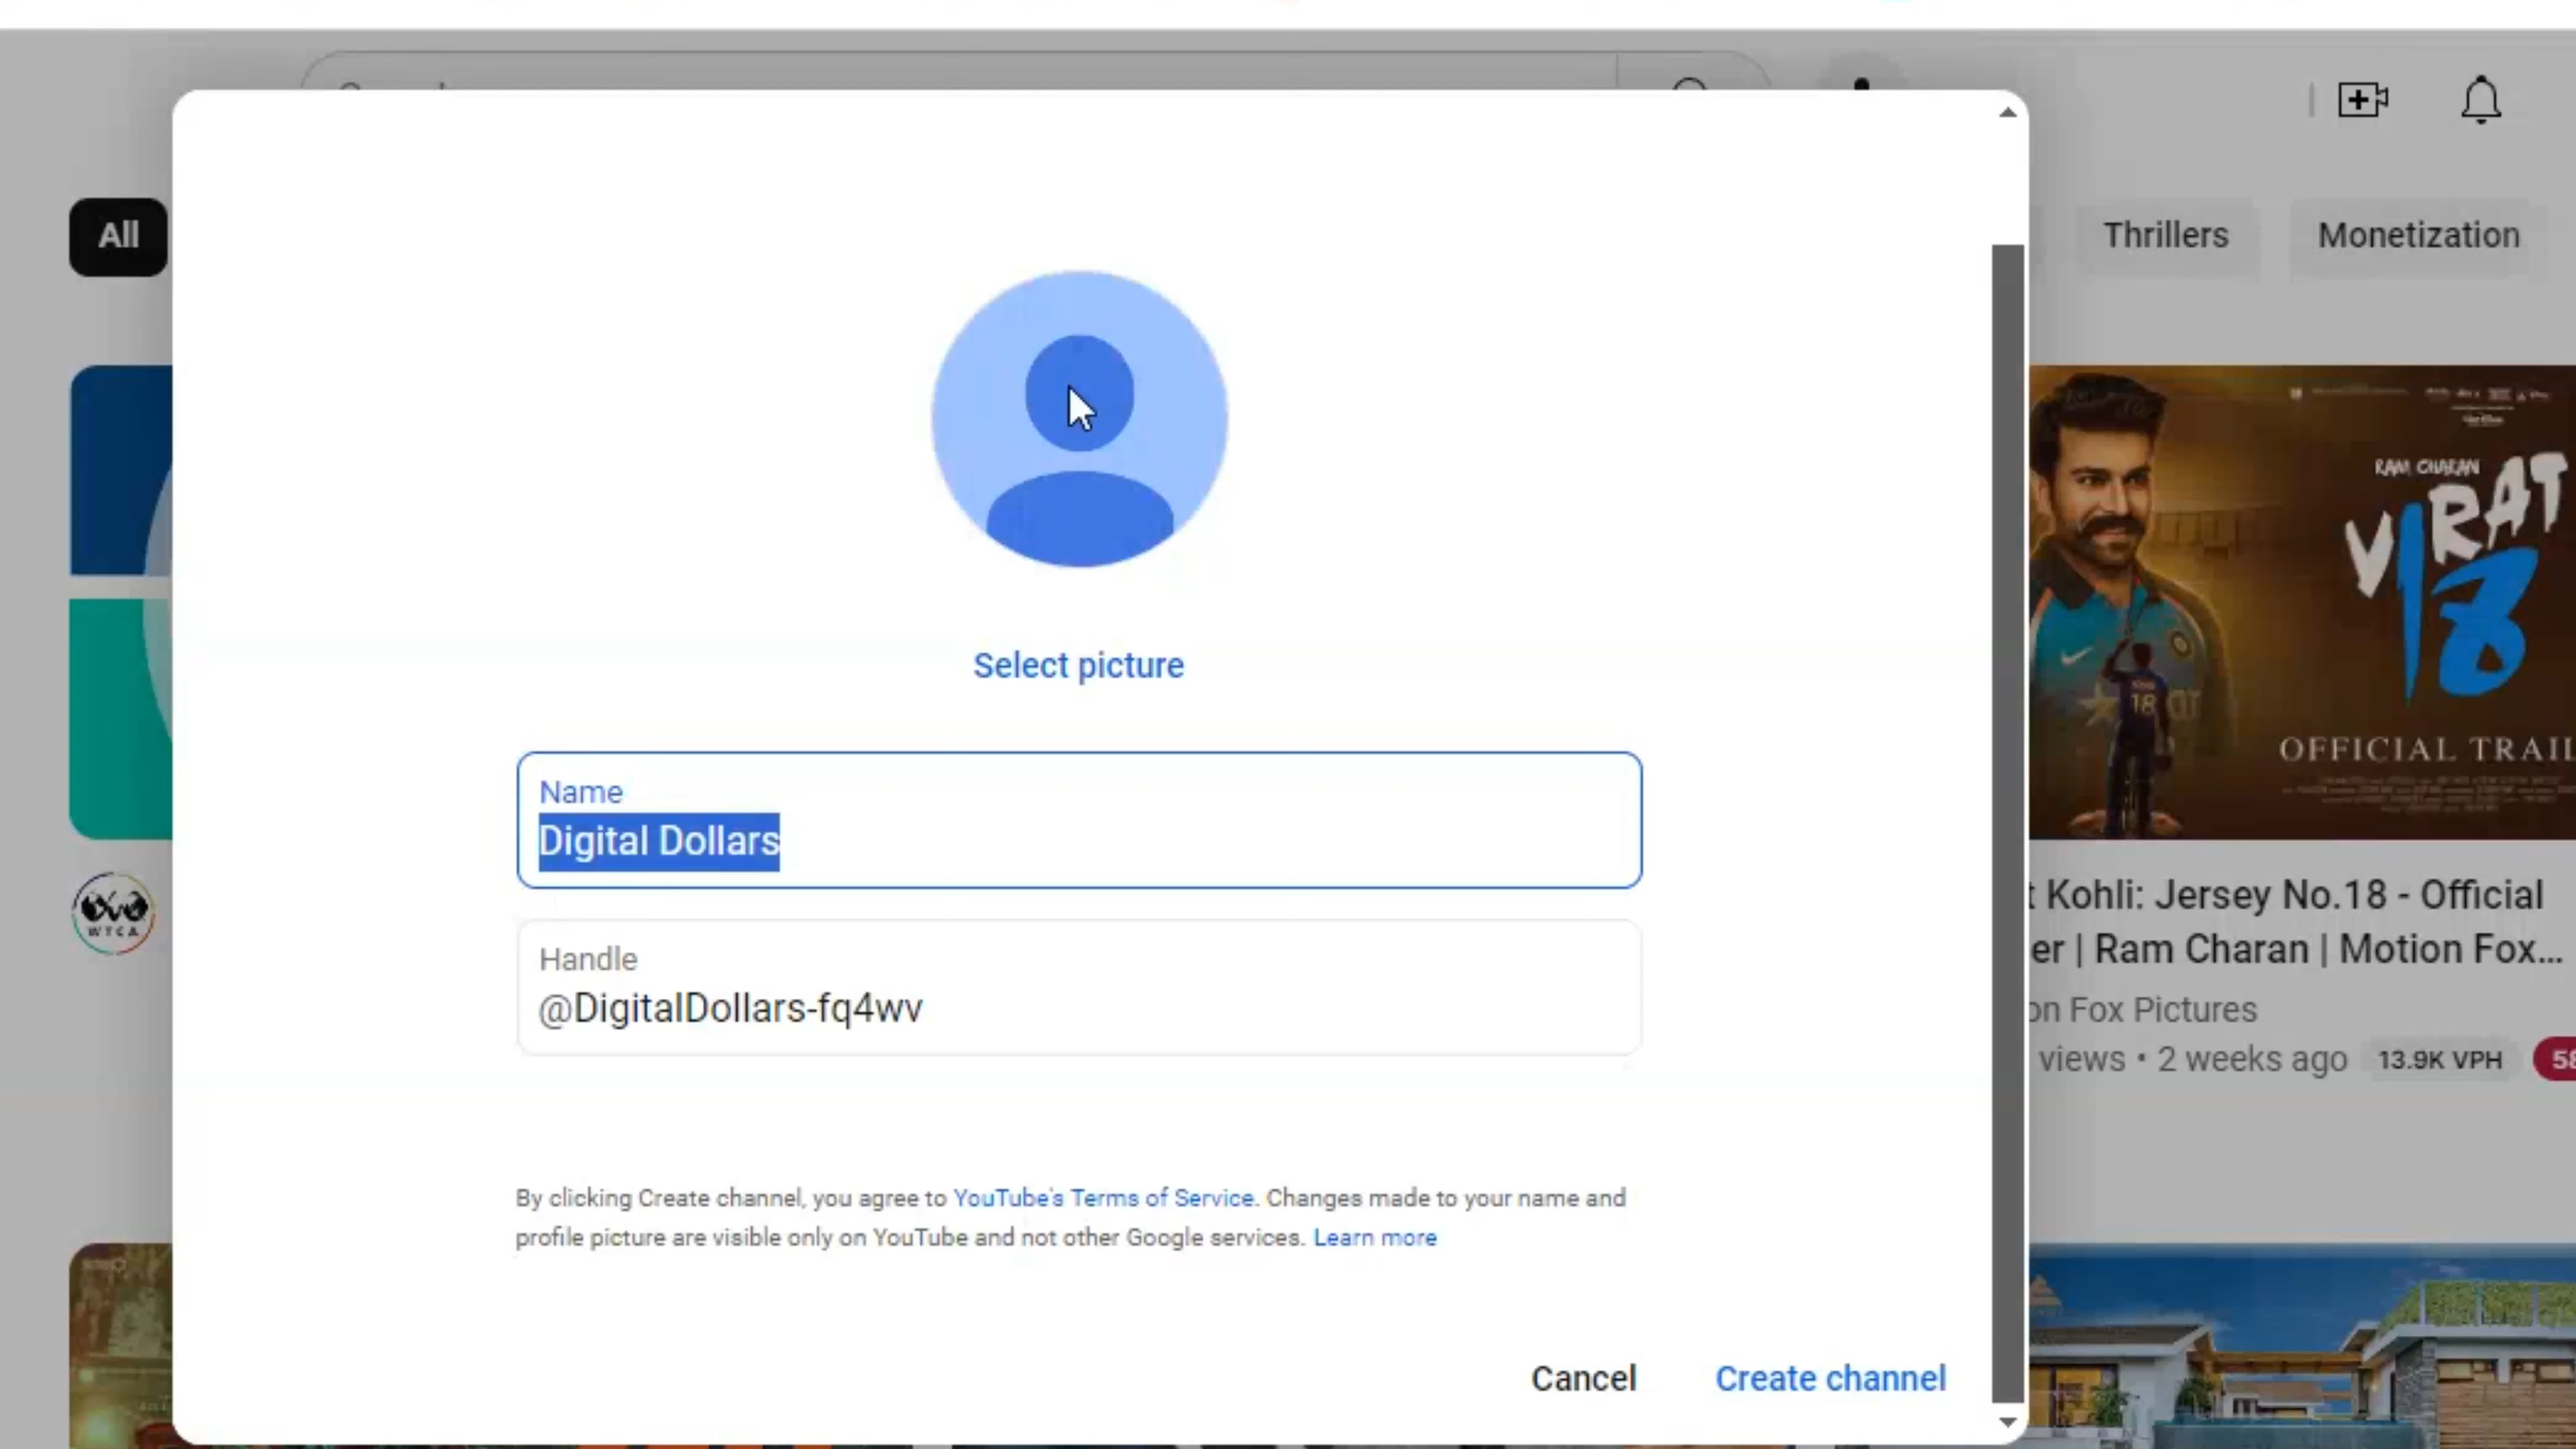 All
Thrillers
Monetization
Select picture
Name
Digital Dollars
Handle
@DigitalDollars-fq4wv
By clicking Create channel, you agree to YouTube's Terms of Service. Changes made to your name and
profile picture are visible only on YouTube and not other Google services. Learn more
Cancel
Create channel
RAM CHARAN
VIRAT
18
18
OFFICIAL TRAIL
WTCA
t Kohli: Jersey No.18 - Official
er | Ram Charan | Motion Fox...
on Fox Pictures
views • 2 weeks ago
13.9K VPH
58